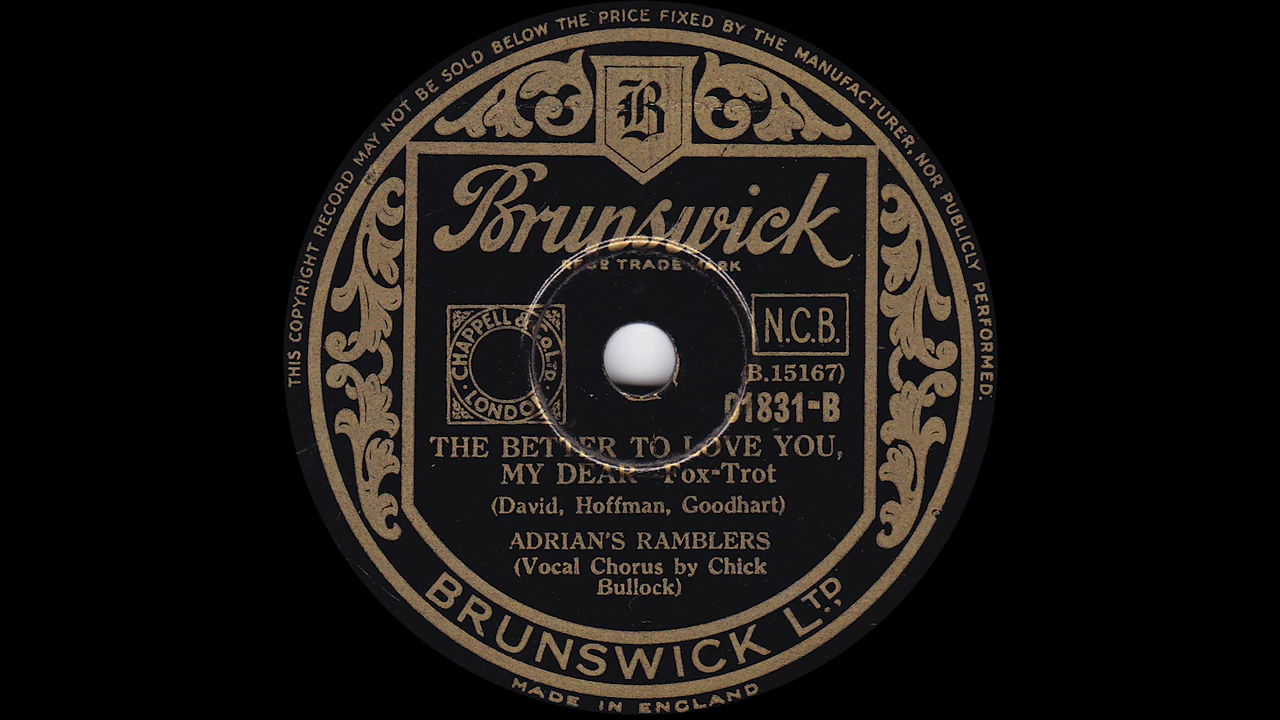 THIS COPYRIGHT RECORD MAY NOT BE SOLD BELOW THE PRICE FIXED BY THE MANUFACTURER, NOR PUBLICLY PERFORMED.
B
Brunswick
REGD TRADE MARK
CHAPPELL & Co. LTD.
LONDON
N.C.B.
B.15167)
01831-B
THE BETTER TO LOVE YOU,
MY DEAR—Fox-Trot
(David, Hoffman, Goodhart)
ADRIAN'S RAMBLERS
(Vocal Chorus by Chick
Bullock)
BRUNSWICK LTD.,
MADE IN ENGLAND